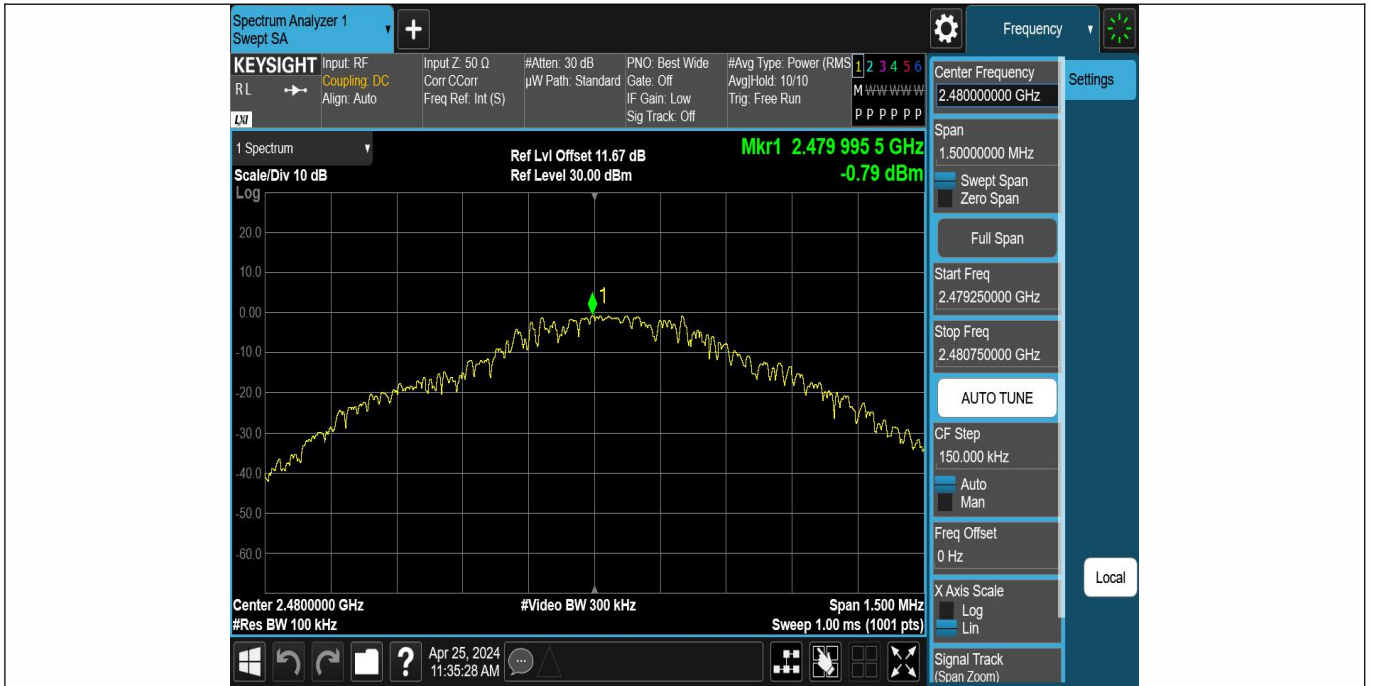 Spectrum Analyzer 1
Swept SA
+
Frequency
KEYSIGHT
RL
LXI
Input: RF
Coupling: DC
Align: Auto
Input Z: 50 Ω
Corr CCorr
Freq Ref: Int (S)
#Atten: 30 dB
µW Path: Standard
PNO: Best Wide
Gate: Off
IF Gain: Low
Sig Track: Off
#Avg Type: Power (RMS
Avg|Hold: 10/10
Trig: Free Run
1 2 3 4 5 6
M W W W W W
P P P P P P
1 Spectrum
Scale/Div 10 dB
Ref Lvl Offset 11.67 dB
Ref Level 30.00 dBm
Mkr1 2.479 995 5 GHz
-0.79 dBm
Log
20.0
10.0
0.00
-10.0
-20.0
-30.0
-40.0
-50.0
-60.0
1
Center 2.4800000 GHz
#Video BW 300 kHz
Span 1.500 MHz
#Res BW 100 kHz
Sweep 1.00 ms (1001 pts)
?
Apr 25, 2024
11:35:28 AM
Center Frequency
2.480000000 GHz
Settings
Span
1.50000000 MHz
Swept Span
Zero Span
Full Span
Start Freq
2.479250000 GHz
Stop Freq
2.480750000 GHz
AUTO TUNE
CF Step
150.000 kHz
Auto
Man
Freq Offset
0 Hz
X Axis Scale
Log
Lin
Signal Track
(Span Zoom)
Local